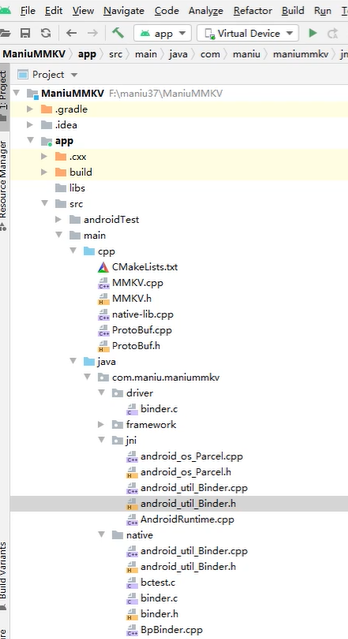 File Edit View Navigate Code Analyze Refactor Build Run
app Virtual Device
ManiuMMKV app src main java com maniu maniummkv
Project
ManiuMMKV F:\maniu37\ManiuMMKV
.gradle
.idea
app
.cxx
build
libs
src
androidTest
main
cpp
CMakeLists.txt
MMKV.cpp
MMKV.h
native-lib.cpp
ProtoBuf.cpp
ProtoBuf.h
java
com.maniu.maniummkv
driver
binder.c
framework
jni
android_os_Parcel.cpp
android_os_Parcel.h
android_util_Binder.cpp
android_util_Binder.h
AndroidRuntime.cpp
native
android_util_Binder.cpp
android_util_Binder.h
bctest.c
binder.c
binder.h
BpBinder.cpp
1: Project
Resource Manager
Build Variants